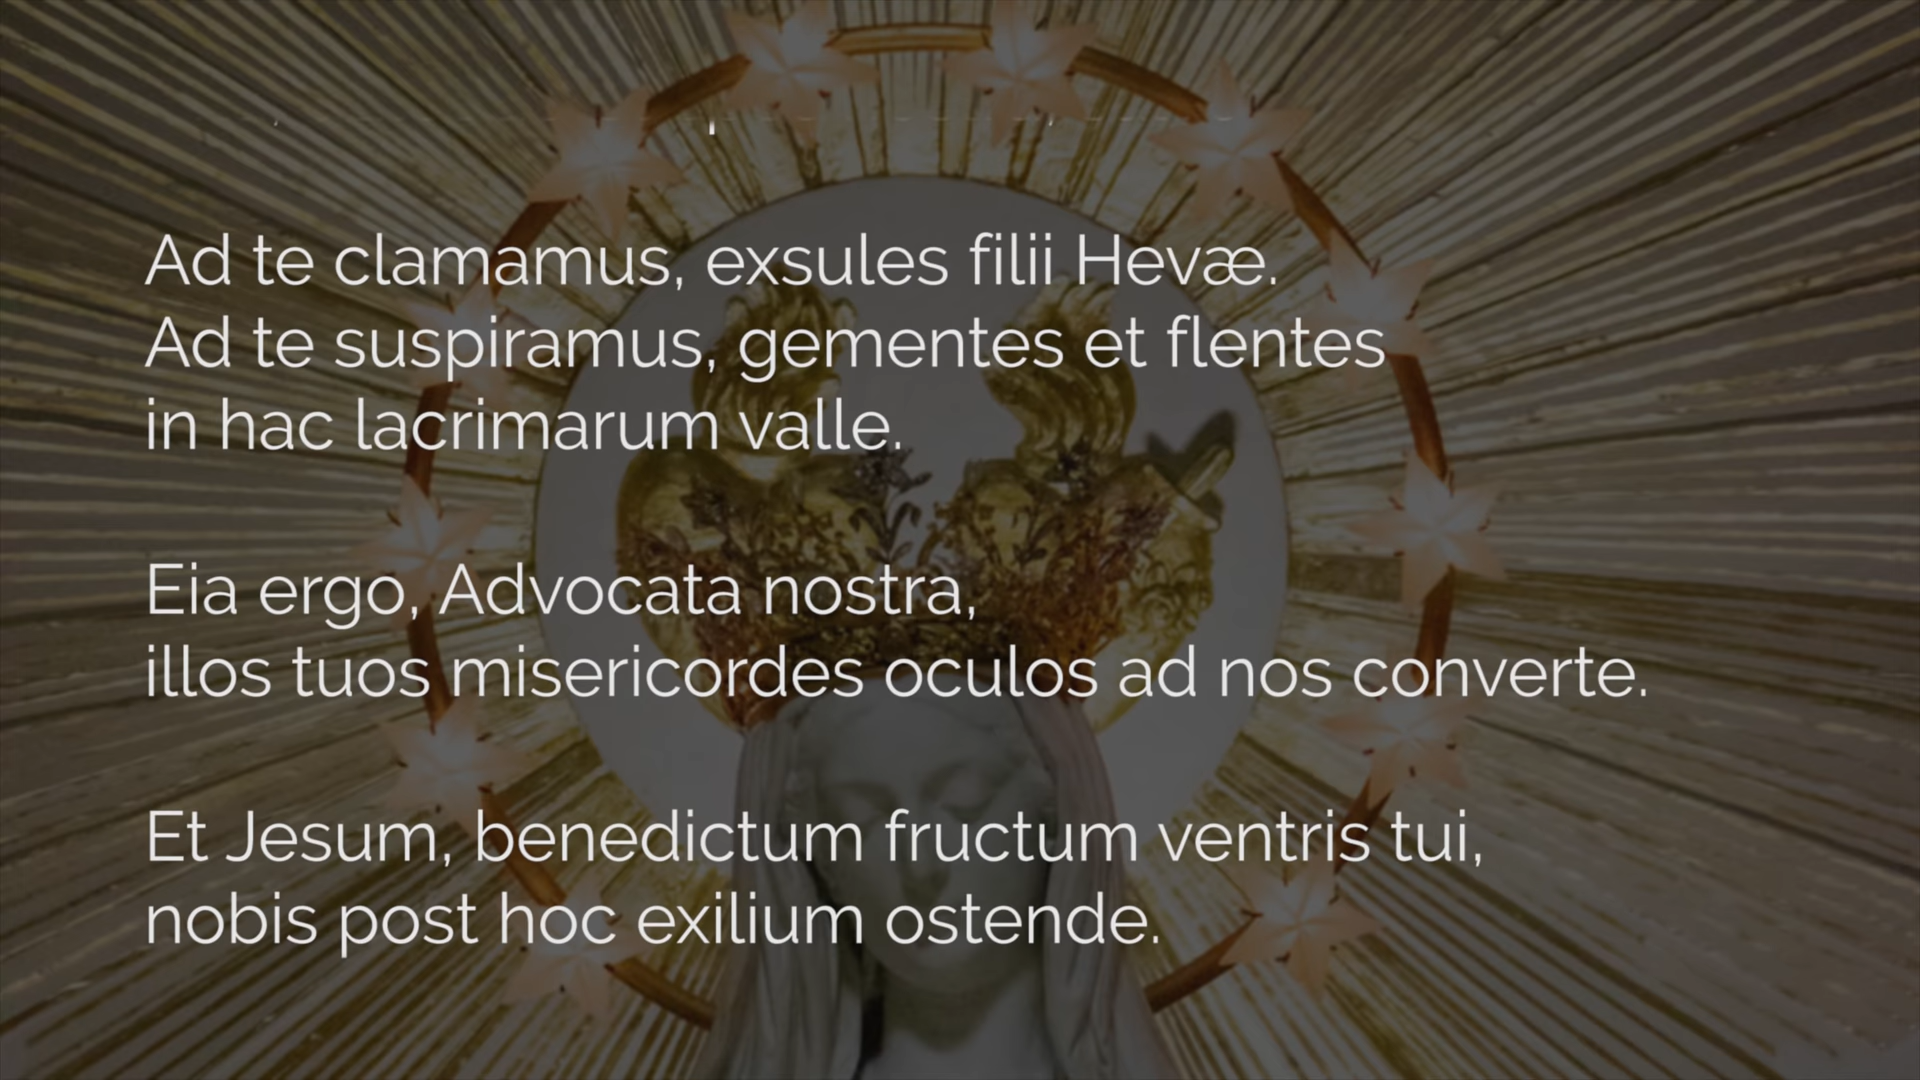 Ad te clamamus, exsules filii Hevæ.
Ad te suspiramus, gementes et flentes
in hac lacrimarum valle.
Eia ergo, Advocata nostra,
illos tuos misericordes oculos ad nos converte.
Et Jesum, benedictum fructum ventris tui,
nobis post hoc exilium ostende.